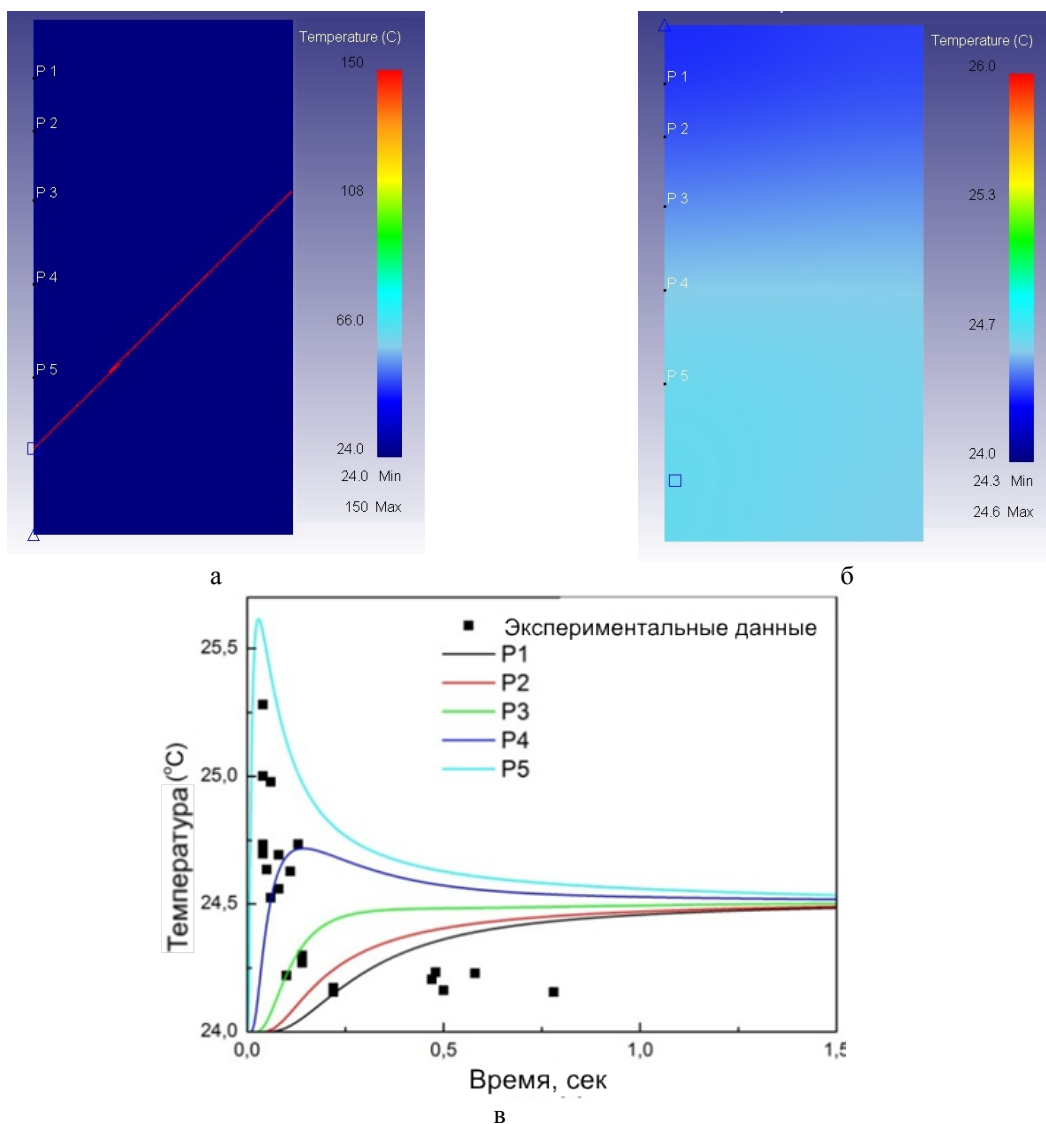 Temperature (C)
150
108
66.0
24.0
24.0 Min
150 Max
P 1
P 2
P 3
P 4
P 5
а
Temperature (C)
26.0
25.3
24.7
24.0
24.3 Min
24.6 Max
P 1
P 2
P 3
P 4
P 5
б
Экспериментальные данные
P1
P2
P3
P4
P5
Температура (°C)
25,5
25,0
24,5
24,0
0,0
0,5
1,0
1,5
Время, сек
в